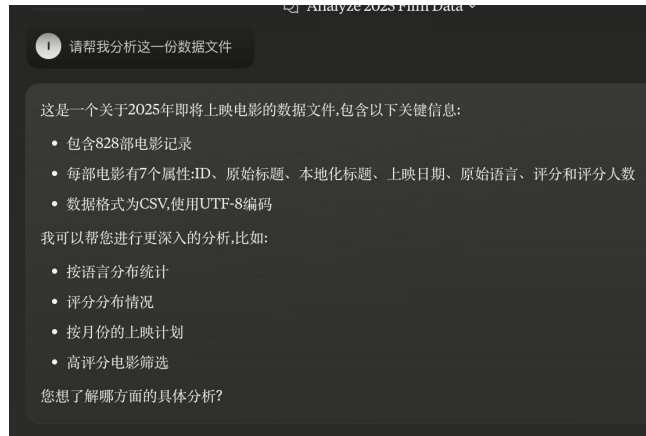 Analyze 2025 Film Data
I
请帮我分析这一份数据文件
这是一个关于2025年即将上映电影的数据文件,包含以下关键信息:
• 包含828部电影记录
• 每部电影有7个属性:ID、原始标题、本地化标题、上映日期、原始语言、评分和评分人数
• 数据格式为CSV,使用UTF-8编码
我可以帮您进行更深入的分析,比如:
• 按语言分布统计
• 评分分布情况
• 按月份的上映计划
• 高评分电影筛选
您想了解哪方面的具体分析?